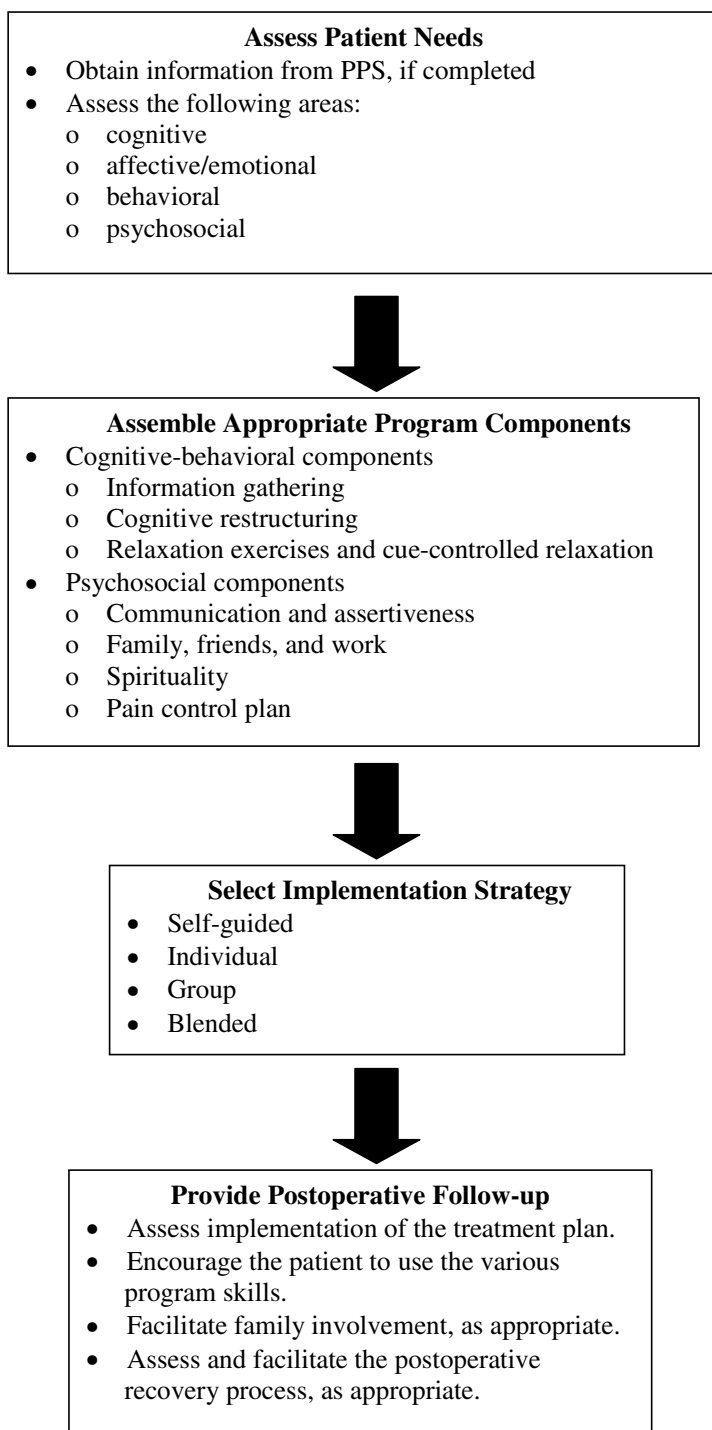 Assess Patient Needs
• Obtain information from PPS, if completed
• Assess the following areas:
o cognitive
o affective/emotional
o behavioral
o psychosocial
Assemble Appropriate Program Components
• Cognitive-behavioral components
o Information gathering
o Cognitive restructuring
o Relaxation exercises and cue-controlled relaxation
• Psychosocial components
o Communication and assertiveness
o Family, friends, and work
o Spirituality
o Pain control plan
Select Implementation Strategy
• Self-guided
• Individual
• Group
• Blended
Provide Postoperative Follow-up
• Assess implementation of the treatment plan.
• Encourage the patient to use the various
program skills.
• Facilitate family involvement, as appropriate.
• Assess and facilitate the postoperative
recovery process, as appropriate.